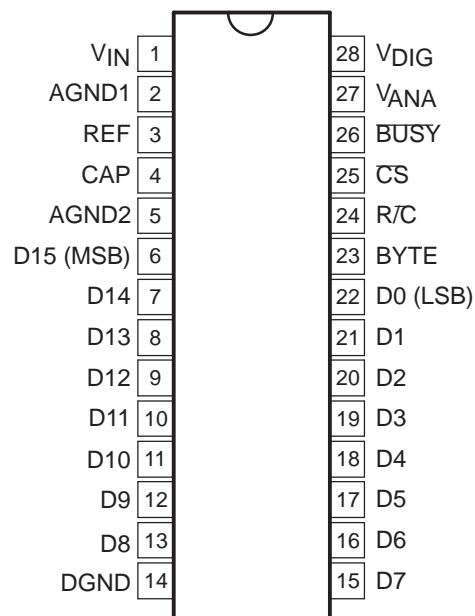 VIN 1 28 VDIG
AGND1 2 27 VANA
REF 3 26 B̅U̅S̅Y̅
CAP 4 25 C̅S̅
AGND2 5 24 R/C̅
D15 (MSB) 6 23 BYTE
D14 7 22 D0 (LSB)
D13 8 21 D1
D12 9 20 D2
D11 10 19 D3
D10 11 18 D4
D9 12 17 D5
D8 13 16 D6
DGND 14 15 D7